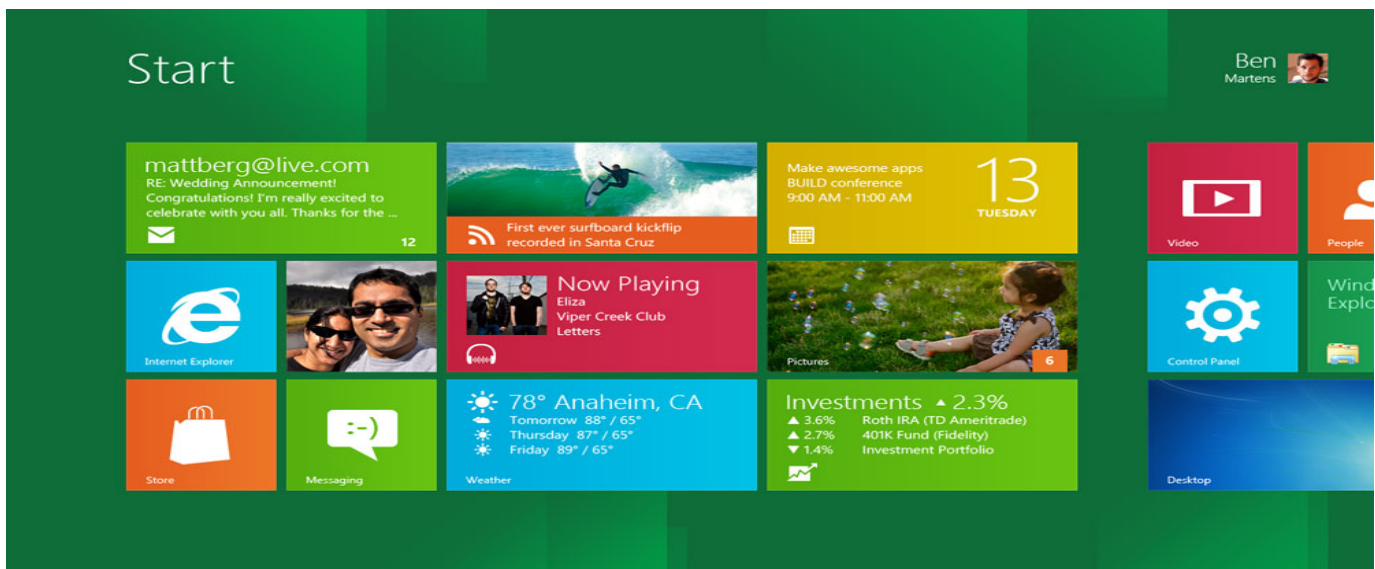 Start
Ben
Martens
mattberg@live.com
RE: Wedding Announcement!
Congratulations! I'm really excited to
celebrate with you all. Thanks for the ...
12
First ever surfboard kickflip
recorded in Santa Cruz
Make awesome apps
BUILD conference
9:00 AM - 11:00 AM
13
TUESDAY
Video
People
Internet Explorer
Now Playing
Eliza
Viper Creek Club
Letters
Pictures
6
Control Panel
Wind
Explo
Store
:-)
Messaging
78° Anaheim, CA
Tomorrow 88° / 65°
Thursday 87° / 65°
Friday 89° / 65°
Weather
Investments ▲ 2.3%
▲ 3.6% Roth IRA (TD Ameritrade)
▲ 2.7% 401K Fund (Fidelity)
▼ 1.4% Investment Portfolio
Desktop